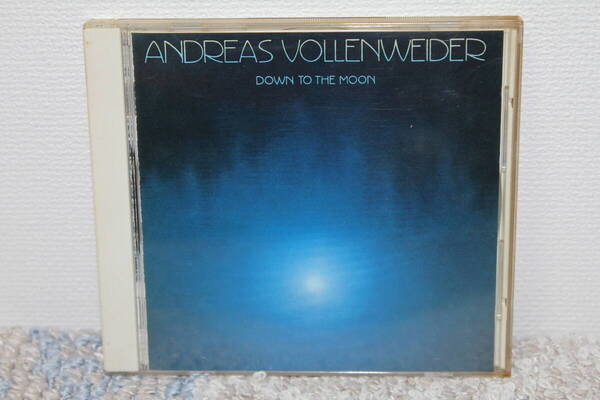 ANDREAS VOLLENWEIDER
DOWN TO THE MOON